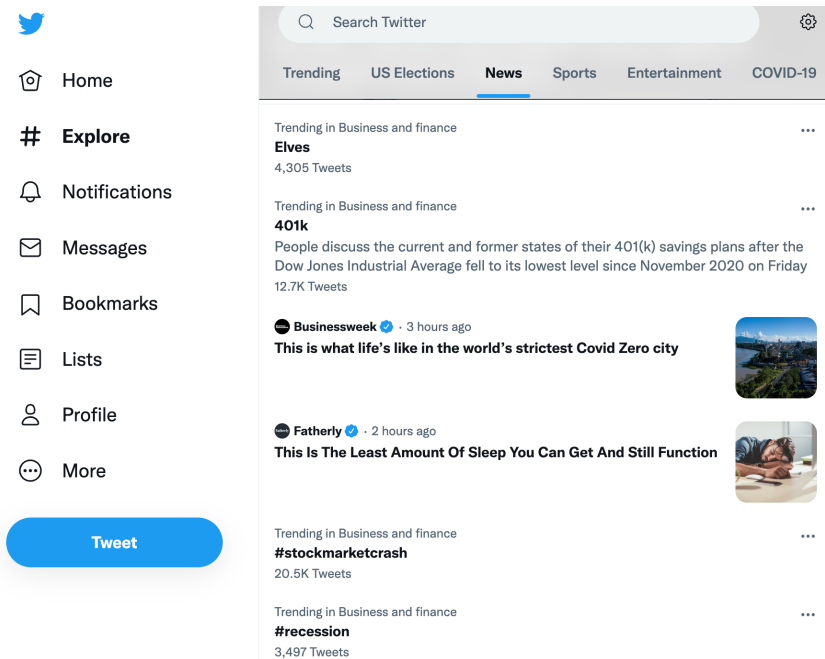 Search Twitter
Trending US Elections News Sports Entertainment COVID-19
Home
Explore
Notifications
Messages
Bookmarks
Lists
Profile
More
Tweet
Trending in Business and finance
Elves
4,305 Tweets
Trending in Business and finance
401k
People discuss the current and former states of their 401(k) savings plans after the
Dow Jones Industrial Average fell to its lowest level since November 2020 on Friday
12.7K Tweets
Businessweek · 3 hours ago
This is what life’s like in the world’s strictest Covid Zero city
Fatherly · 2 hours ago
This Is The Least Amount Of Sleep You Can Get And Still Function
Trending in Business and finance
#stockmarketcrash
20.5K Tweets
Trending in Business and finance
#recession
3,497 Tweets